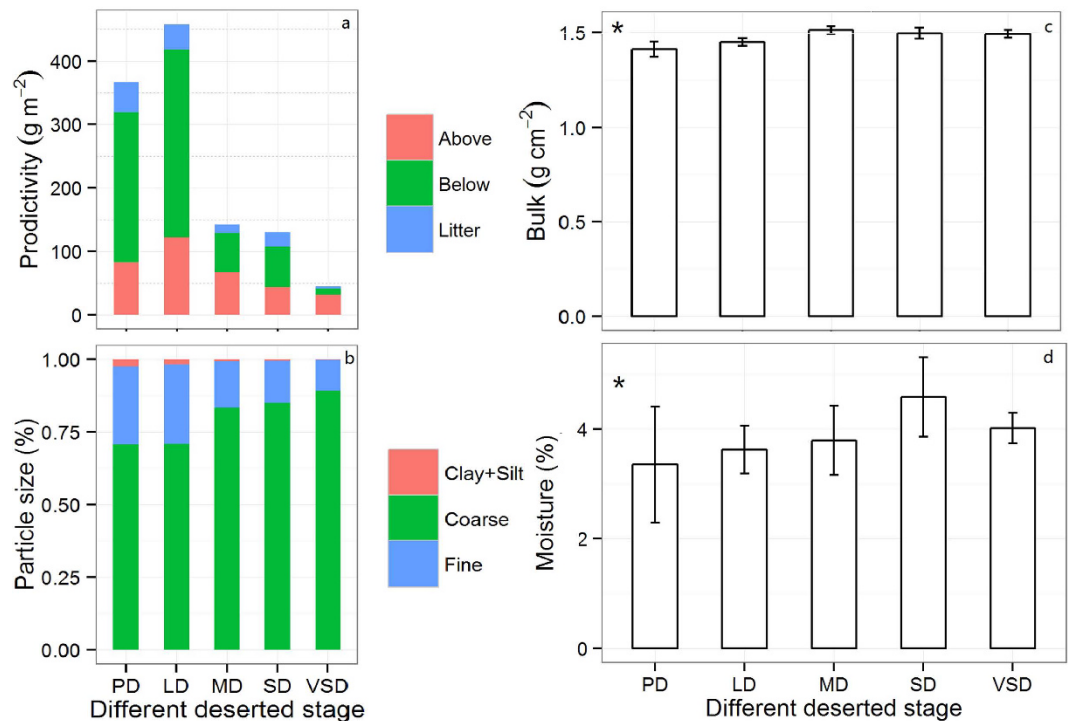 a
Prodictivity (g m−2)
400
300
200
100
0
Above
Below
Litter
b
Particle size (%)
1.00
0.75
0.50
0.25
0.00
PD LD MD SD VSD
Different deserted stage
Clay+Silt
Coarse
Fine
* c
Bulk (g cm−2)
1.5
1.0
0.5
0.0
* d
Moisture (%)
4
2
0
PD LD MD SD VSD
Different deserted stage